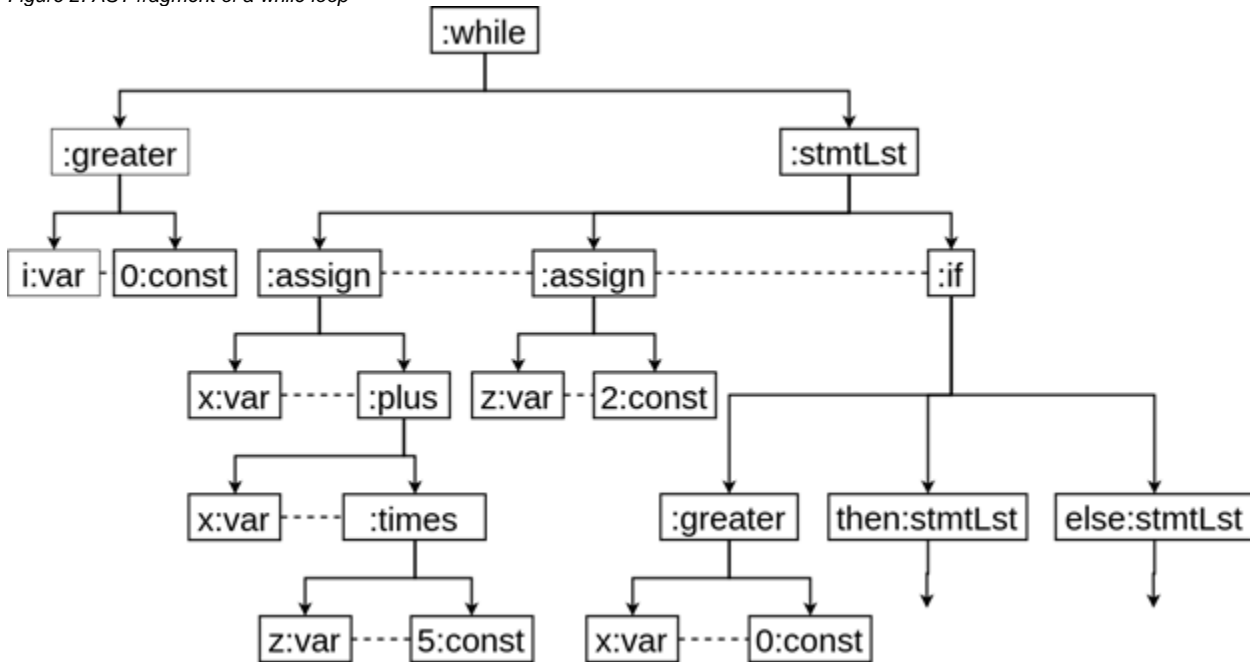 Figure 2: AST fragment of a while loop
:while
:greater
:stmtLst
i:var
0:const
:assign
:assign
:if
x:var
:plus
z:var
2:const
x:var
:times
:greater
then:stmtLst
else:stmtLst
z:var
5:const
x:var
0:const